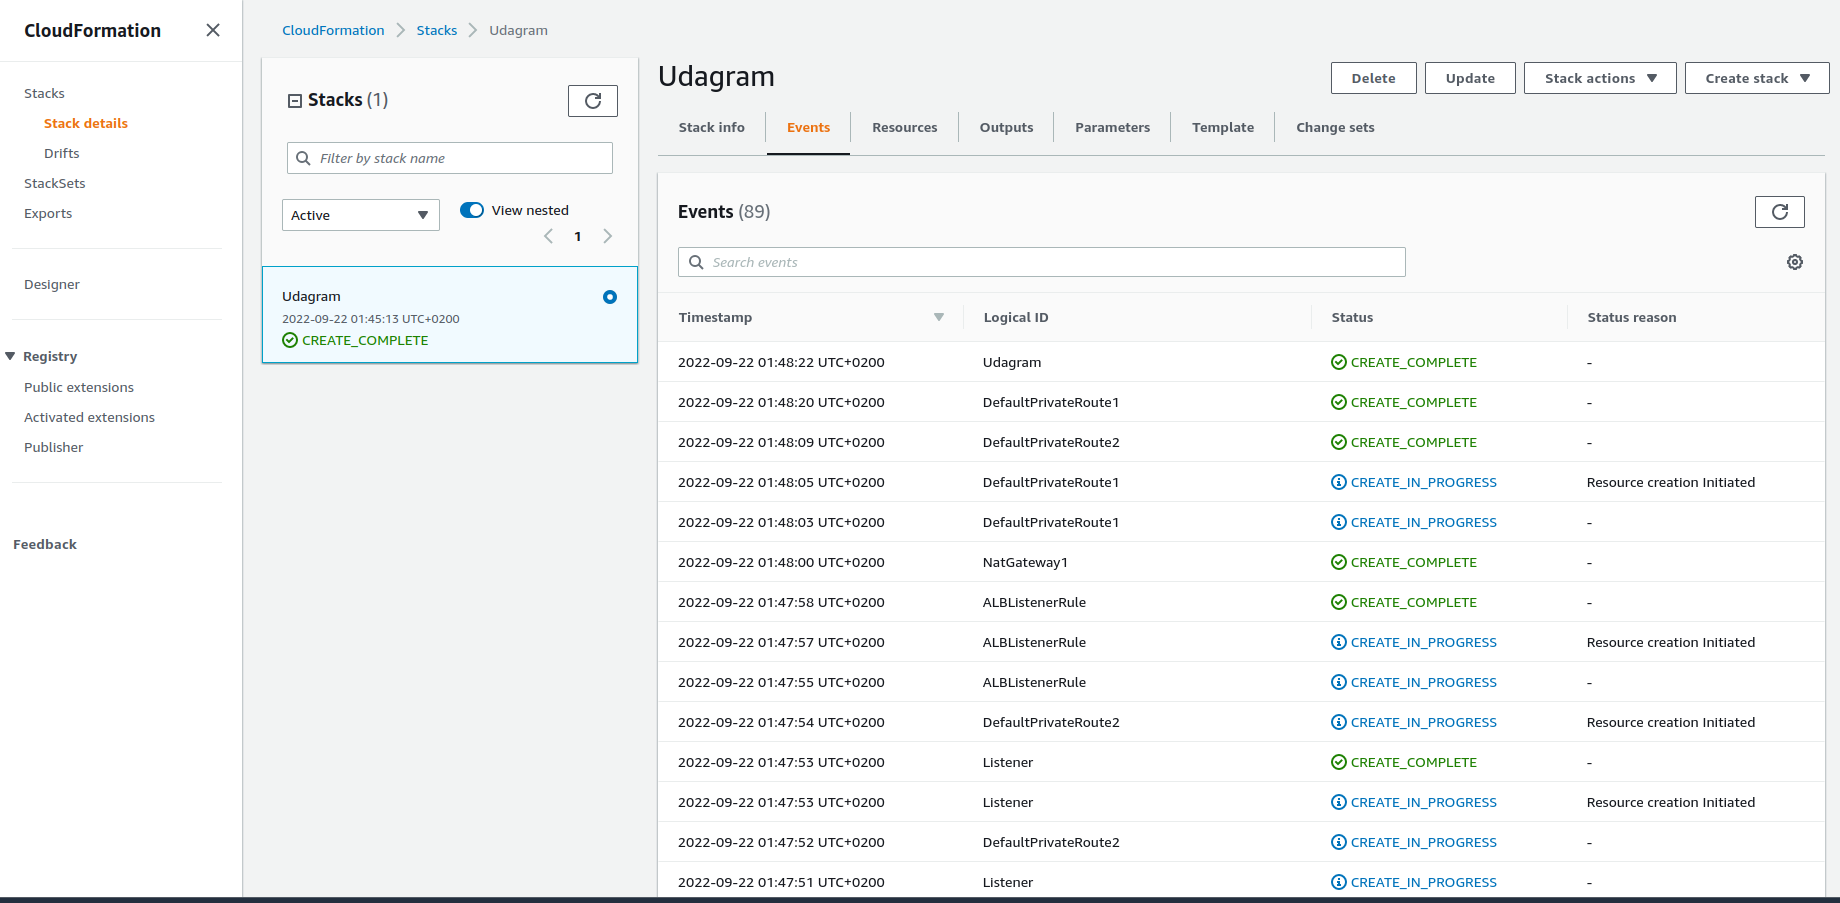 CloudFormation
Stacks
Stack details
Drifts
StackSets
Exports
Designer
Registry
Public extensions
Activated extensions
Publisher
Feedback
CloudFormation > Stacks > Udagram
Stacks (1)
Filter by stack name
Active
View nested
1
Udagram
2022-09-22 01:45:13 UTC+0200
CREATE_COMPLETE
Udagram
Delete Update Stack actions Create stack
Stack info Events Resources Outputs Parameters Template Change sets
Events (89)
Search events
Timestamp Logical ID Status Status reason
2022-09-22 01:48:22 UTC+0200 Udagram CREATE_COMPLETE -
2022-09-22 01:48:20 UTC+0200 DefaultPrivateRoute1 CREATE_COMPLETE -
2022-09-22 01:48:09 UTC+0200 DefaultPrivateRoute2 CREATE_COMPLETE -
2022-09-22 01:48:05 UTC+0200 DefaultPrivateRoute1 CREATE_IN_PROGRESS Resource creation Initiated
2022-09-22 01:48:03 UTC+0200 DefaultPrivateRoute1 CREATE_IN_PROGRESS -
2022-09-22 01:48:00 UTC+0200 NatGateway1 CREATE_COMPLETE -
2022-09-22 01:47:58 UTC+0200 ALBListenerRule CREATE_COMPLETE -
2022-09-22 01:47:57 UTC+0200 ALBListenerRule CREATE_IN_PROGRESS Resource creation Initiated
2022-09-22 01:47:55 UTC+0200 ALBListenerRule CREATE_IN_PROGRESS -
2022-09-22 01:47:54 UTC+0200 DefaultPrivateRoute2 CREATE_IN_PROGRESS Resource creation Initiated
2022-09-22 01:47:53 UTC+0200 Listener CREATE_COMPLETE -
2022-09-22 01:47:53 UTC+0200 Listener CREATE_IN_PROGRESS Resource creation Initiated
2022-09-22 01:47:52 UTC+0200 DefaultPrivateRoute2 CREATE_IN_PROGRESS -
2022-09-22 01:47:51 UTC+0200 Listener CREATE_IN_PROGRESS -